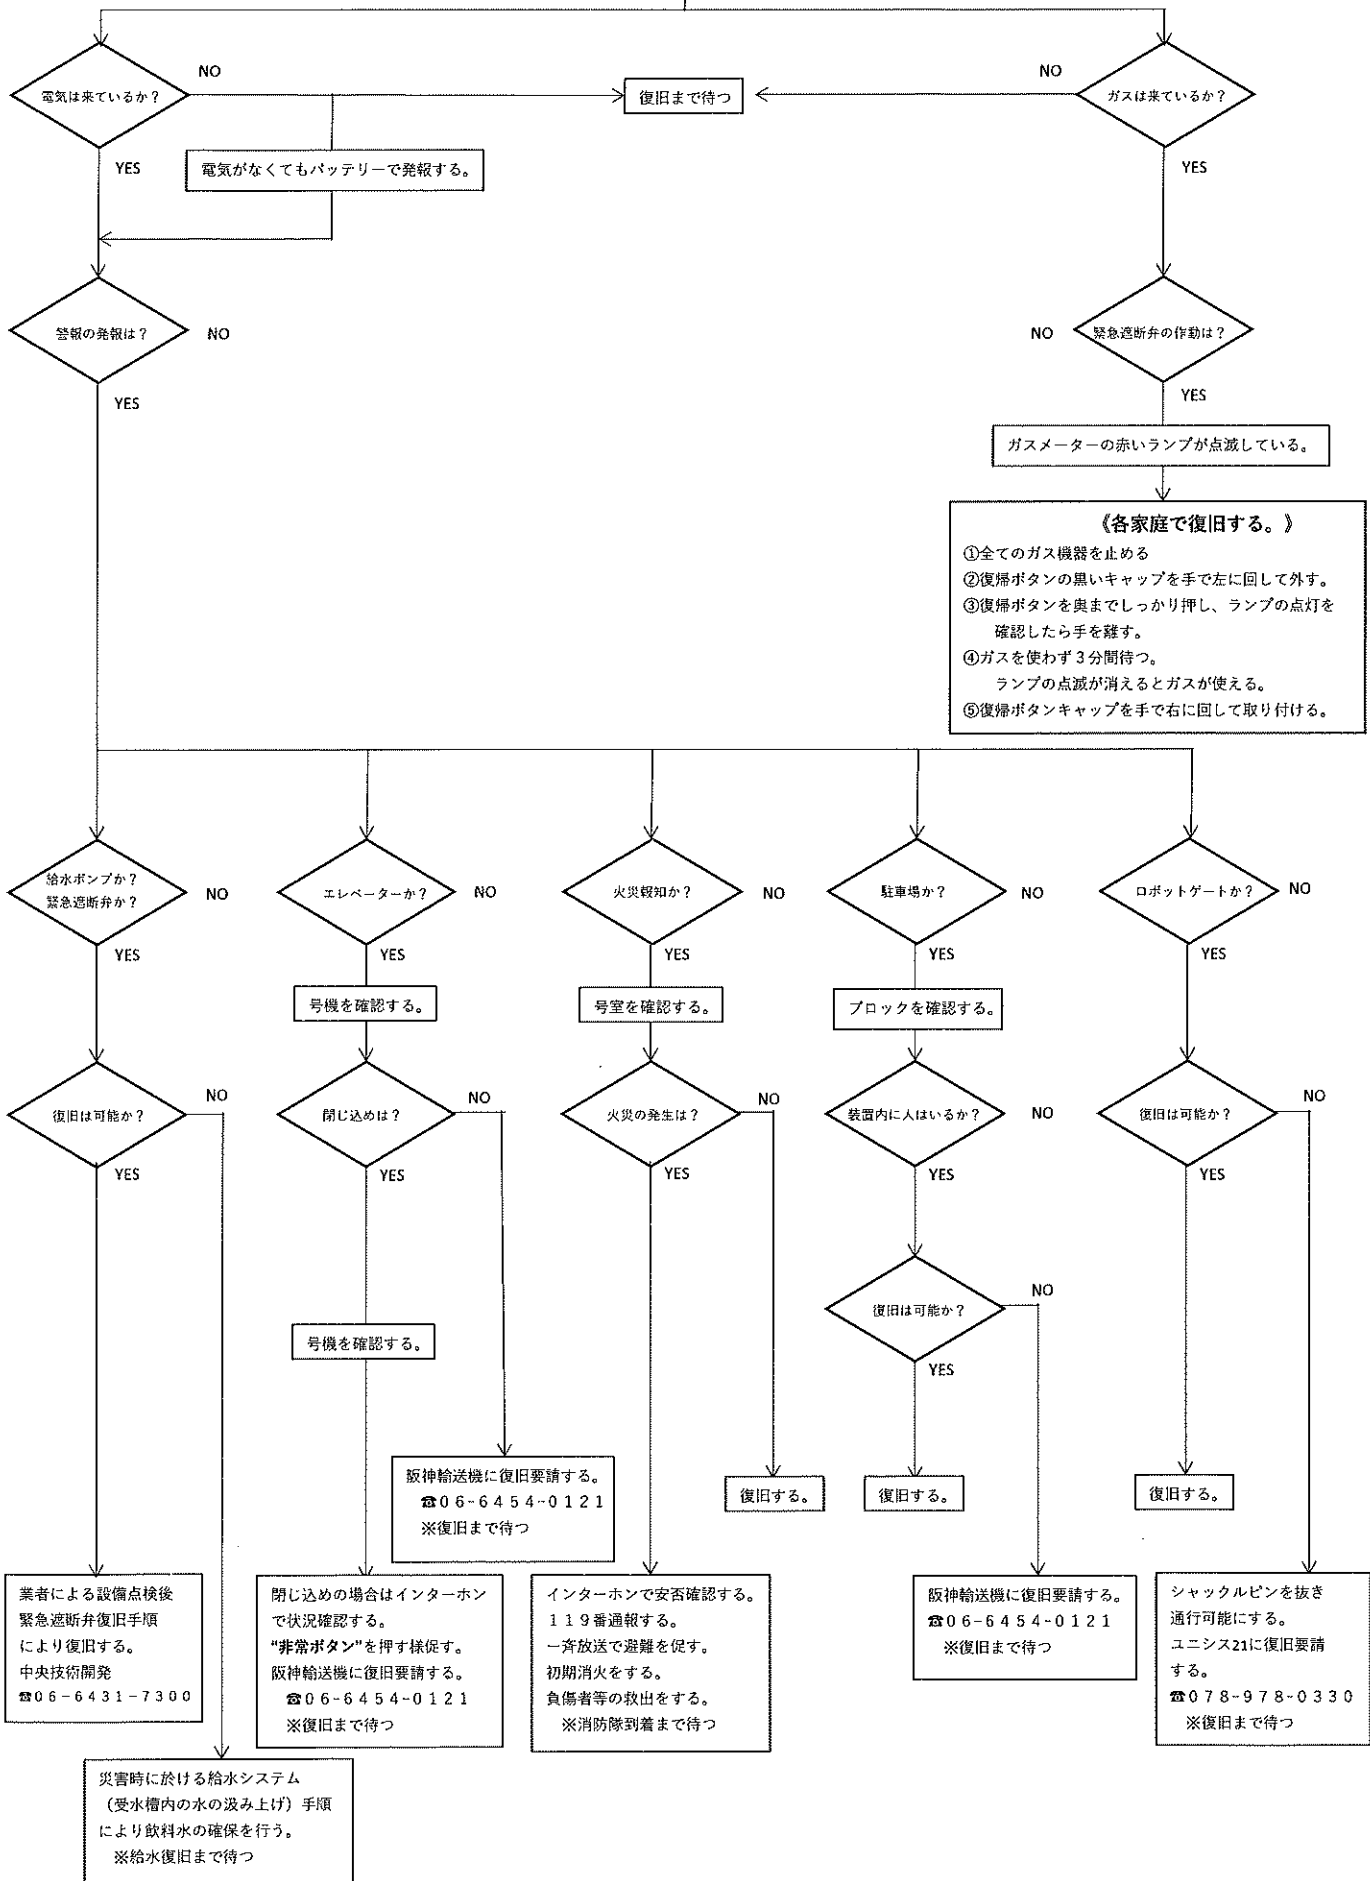 電気は来ているか？
NO
復旧まで待つ
NO
ガスは来ているか？
YES
電気がなくてもバッテリーで発報する。
YES
警報の発報は？
NO
NO
緊急遮断弁の作動は？
YES
YES
ガスメーターの赤いランプが点滅している。
《各家庭で復旧する。》
①全てのガス機器を止める
②復帰ボタンの黒いキャップを手で左に回して外す。
③復帰ボタンを奥までしっかり押し、ランプの点灯を
確認したら手を離す。
④ガスを使わず３分間待つ。
ランプの点滅が消えるとガスが使える。
⑤復帰ボタンキャップを手で右に回して取り付ける。
給水ポンプか？
緊急遮断弁か？
NO
エレベーターか？
NO
火災報知か？
NO
駐車場か？
NO
ロボットゲートか？
NO
YES
YES
YES
YES
YES
号機を確認する。
号室を確認する。
ブロックを確認する。
復旧は可能か？
NO
閉じ込めは？
NO
火災の発生は？
NO
装置内に人はいるか？
NO
復旧は可能か？
NO
YES
YES
YES
YES
YES
復旧は可能か？
NO
YES
号機を確認する。
阪神輸送機に復旧要請する。
☎０６-６４５４-０１２１
※復旧まで待つ
復旧する。
復旧する。
復旧する。
業者による設備点検後
緊急遮断弁復旧手順
により復旧する。
中央技術開発
☎０６-６４３１-７３００
閉じ込めの場合はインターホン
で状況確認する。
“非常ボタン”を押す様促す。
阪神輸送機に復旧要請する。
☎０６-６４５４-０１２１
※復旧まで待つ
インターホンで安否確認する。
１１９番通報する。
一斉放送で避難を促す。
初期消火をする。
負傷者等の救出をする。
※消防隊到着まで待つ
阪神輸送機に復旧要請する。
☎０６-６４５４-０１２１
※復旧まで待つ
シャックルピンを抜き
通行可能にする。
ユニシス21に復旧要請
する。
☎０７８-９７８-０３３０
※復旧まで待つ
災害時に於ける給水システム
（受水槽内の水の汲み上げ）手順
により飲料水の確保を行う。
※給水復旧まで待つ